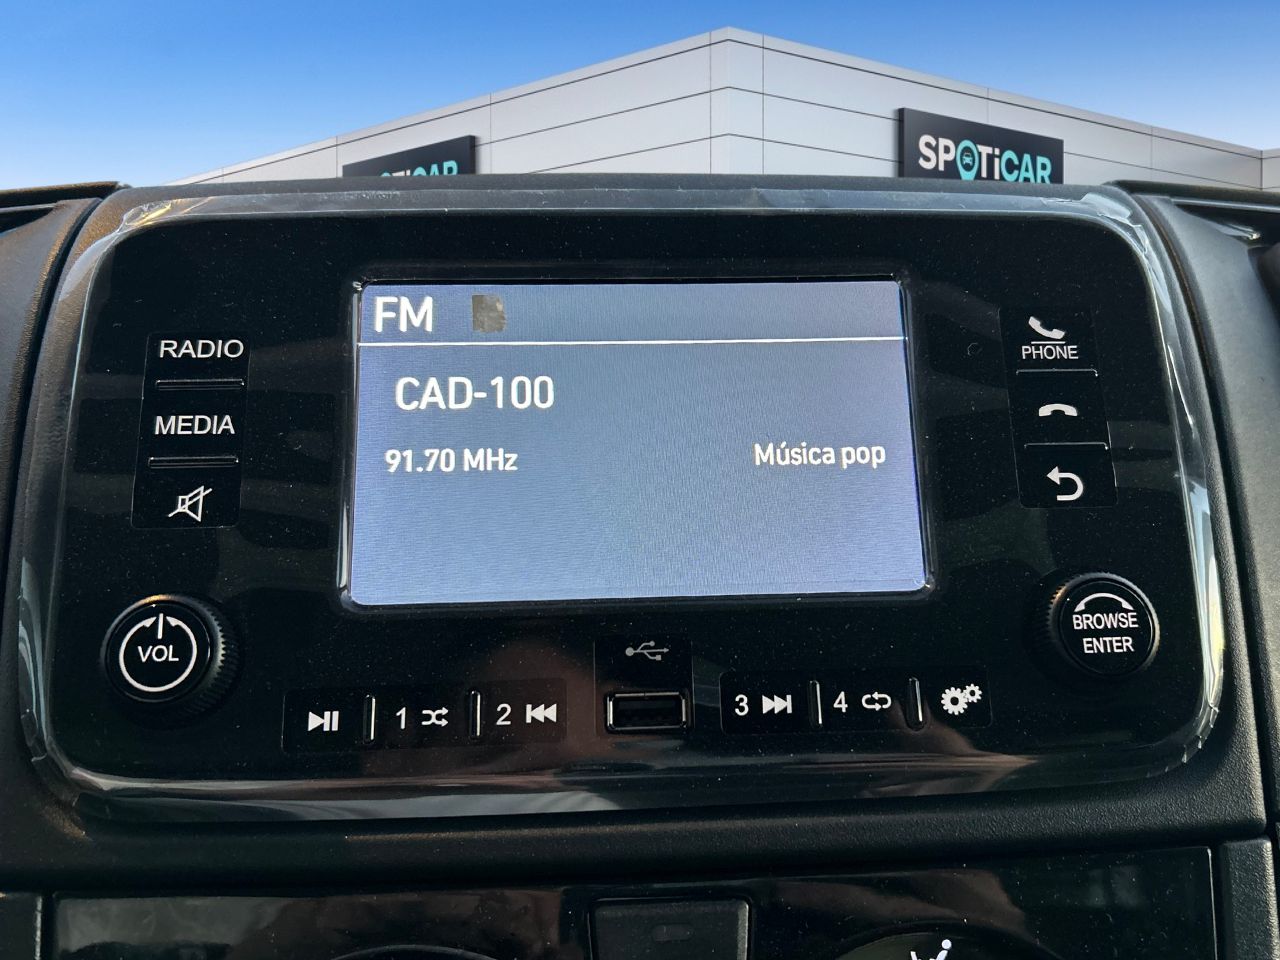 SPOTiCAR
OTiCAR
FM
CAD-100
91.70 MHz
Música pop
RADIO
MEDIA
PHONE
VOL
BROWSE
ENTER
1
2
3
4